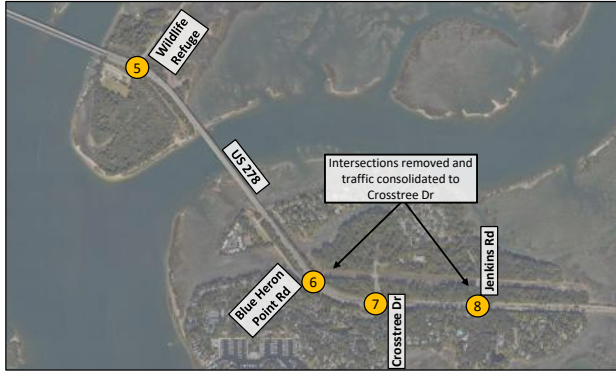 Wildlife
Refuge
5
US 278
Intersections removed and
traffic consolidated to
Crosstree Dr
Jenkins Rd
Blue Heron
Point Rd
6
7
8
Crosstree Dr